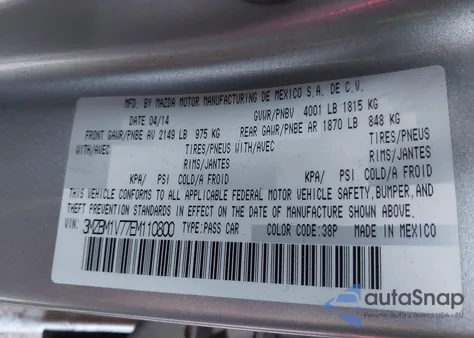 MFD. BY MAZDA MOTOR MANUFACTURING DE MEXICO S.A. DE C.V.
DATE 04/14 GVWR/PNBV 4001 LB 1815 KG
FRONT GAWR/PNBE AV 2149 LB 975 KG REAR GAWR/PNBE AR 1870 LB 848 KG
WITH/AVEC TIRES/PNEUS WITH/AVEC TIRES/PNEUS
RIMS/JANTES RIMS/JANTES
KPA/ PSI COLD/A FROID KPA/ PSI COLD/A FROID
THIS VEHICLE CONFORMS TO ALL APPLICABLE FEDERAL MOTOR VEHICLE SAFETY, BUMPER, AND
THEFT PREVENTION STANDARDS IN EFFECT ON THE DATE OF MANUFACTURE SHOWN ABOVE.
VIN: 3MZBM1V77EM110800 TYPE:PASS CAR COLOR CODE:38P MADE IN MEXICO
autoSnap